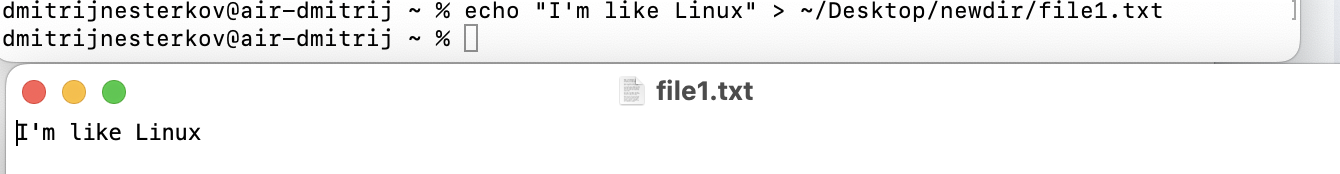 dmitrijnesterkov@air-dmitrij ~ % echo "I'm like Linux" > ~/Desktop/newdir/file1.txt
dmitrijnesterkov@air-dmitrij ~ %
file1.txt
I'm like Linux